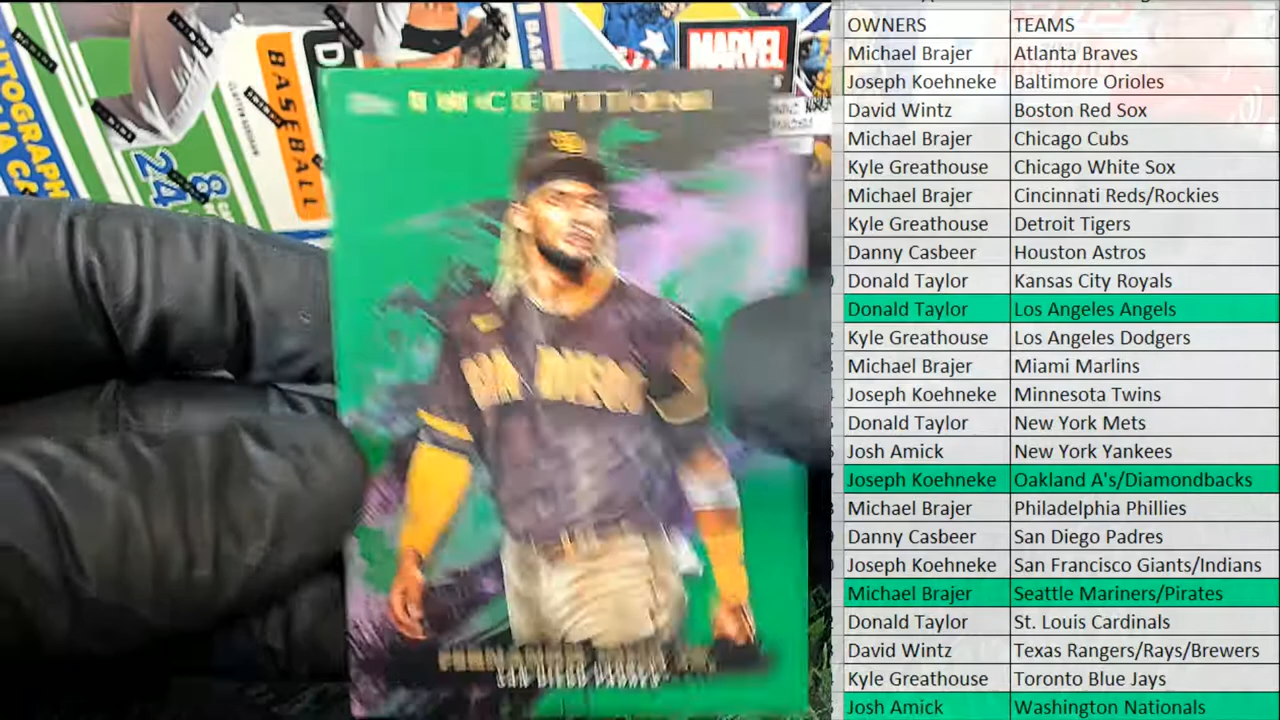 OWNERS TEAMS
Michael Brajer Atlanta Braves
Joseph Koehneke Baltimore Orioles
David Wintz Boston Red Sox
Michael Brajer Chicago Cubs
Kyle Greathouse Chicago White Sox
Michael Brajer Cincinnati Reds/Rockies
Kyle Greathouse Detroit Tigers
Danny Casbeer Houston Astros
Donald Taylor Kansas City Royals
Donald Taylor Los Angeles Angels
Kyle Greathouse Los Angeles Dodgers
Michael Brajer Miami Marlins
Joseph Koehneke Minnesota Twins
Donald Taylor New York Mets
Josh Amick New York Yankees
Joseph Koehneke Oakland A's/Diamondbacks
Michael Brajer Philadelphia Phillies
Danny Casbeer San Diego Padres
Joseph Koehneke San Francisco Giants/Indians
Michael Brajer Seattle Mariners/Pirates
Donald Taylor St. Louis Cardinals
David Wintz Texas Rangers/Rays/Brewers
Kyle Greathouse Toronto Blue Jays
Josh Amick Washington Nationals
INCEPTION
SAN DIEGO
SAN DIEGO PADRES
MARVEL
BASEBALL
AUTOGRAPH
8
24